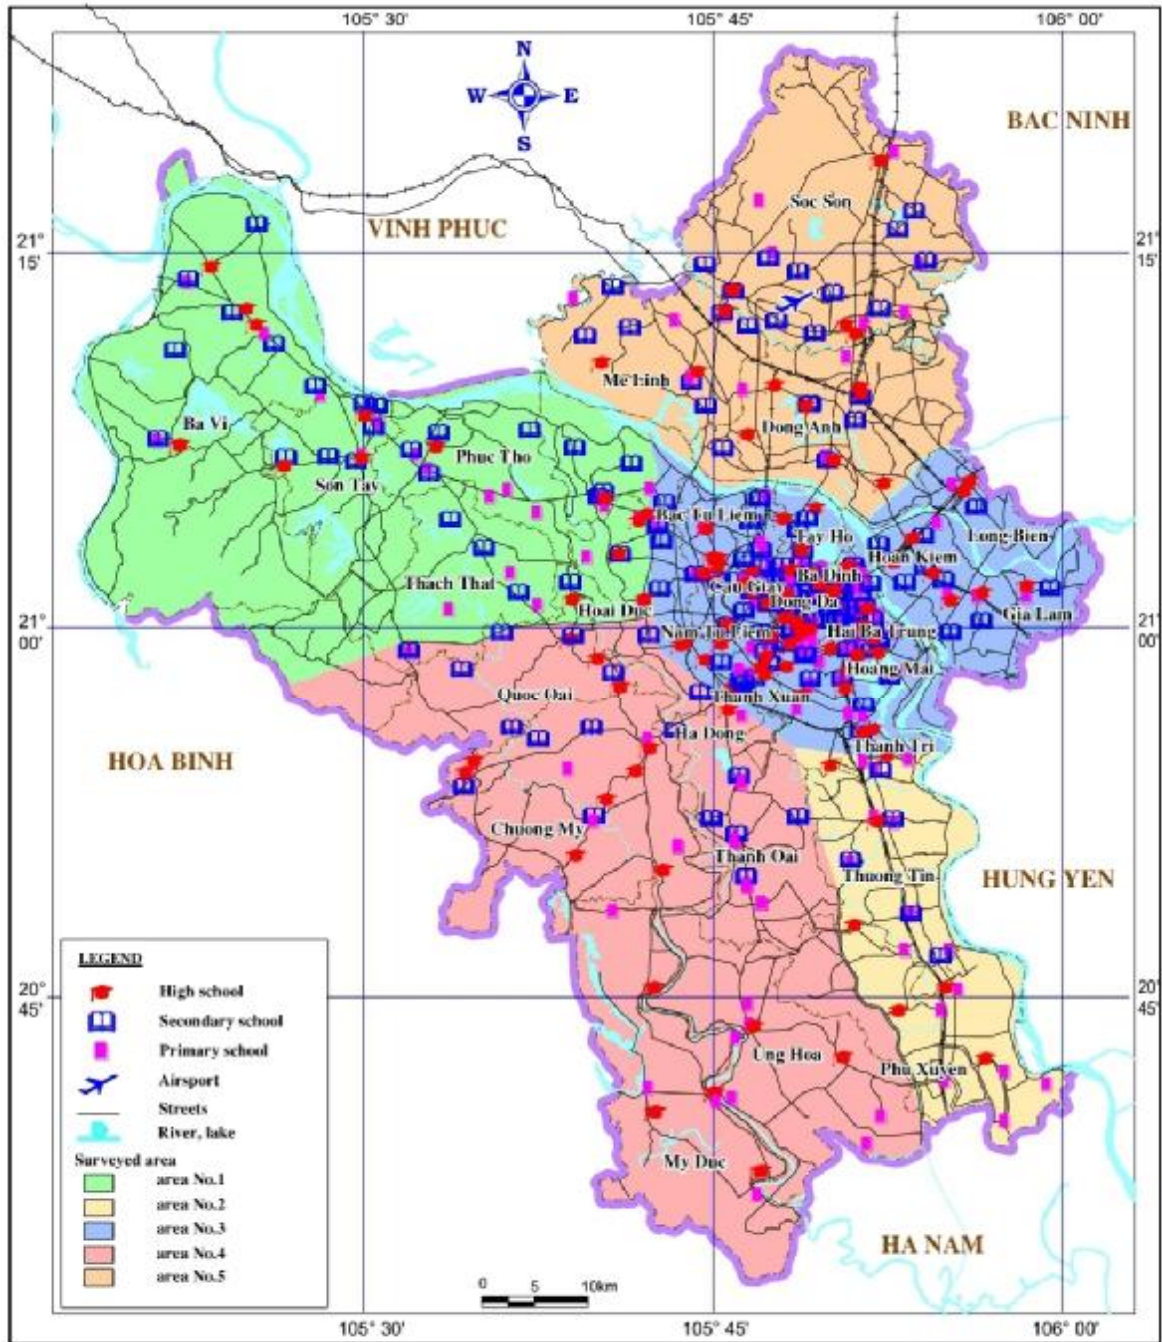 105° 30'
105° 45'
106° 00'
N
W
E
S
BAC NINH
Soc Son
VINH PHUC
21°
15'
21°
15'
Me Linh
Ba Vi
Dong Anh
Phuc Tho
Son Tay
Bac Tu Liem
Tay Ho
Long Bien
Hoan Kiem
Thach That
Cau Giay
Ba Dinh
Dong Da
Hoai Duc
Gia Lam
21°
00'
21°
00'
Nam Tu Liem
Hai Ba Trung
Hoang Mai
Quoc Oai
Thanh Xuan
Ha Dong
Thanh Tri
HOA BINH
Chuong My
Thanh Oai
Thuong Tin
HUNG YEN
LEGEND
High school
Secondary school
Primary school
Airsport
Streets
River, lake
Surveyed area
area No.1
area No.2
area No.3
area No.4
area No.5
20°
45'
20°
45'
Ung Hoa
Phu Xuyen
My Duc
HA NAM
0 5 10km
105° 30'
105° 45'
106° 00'